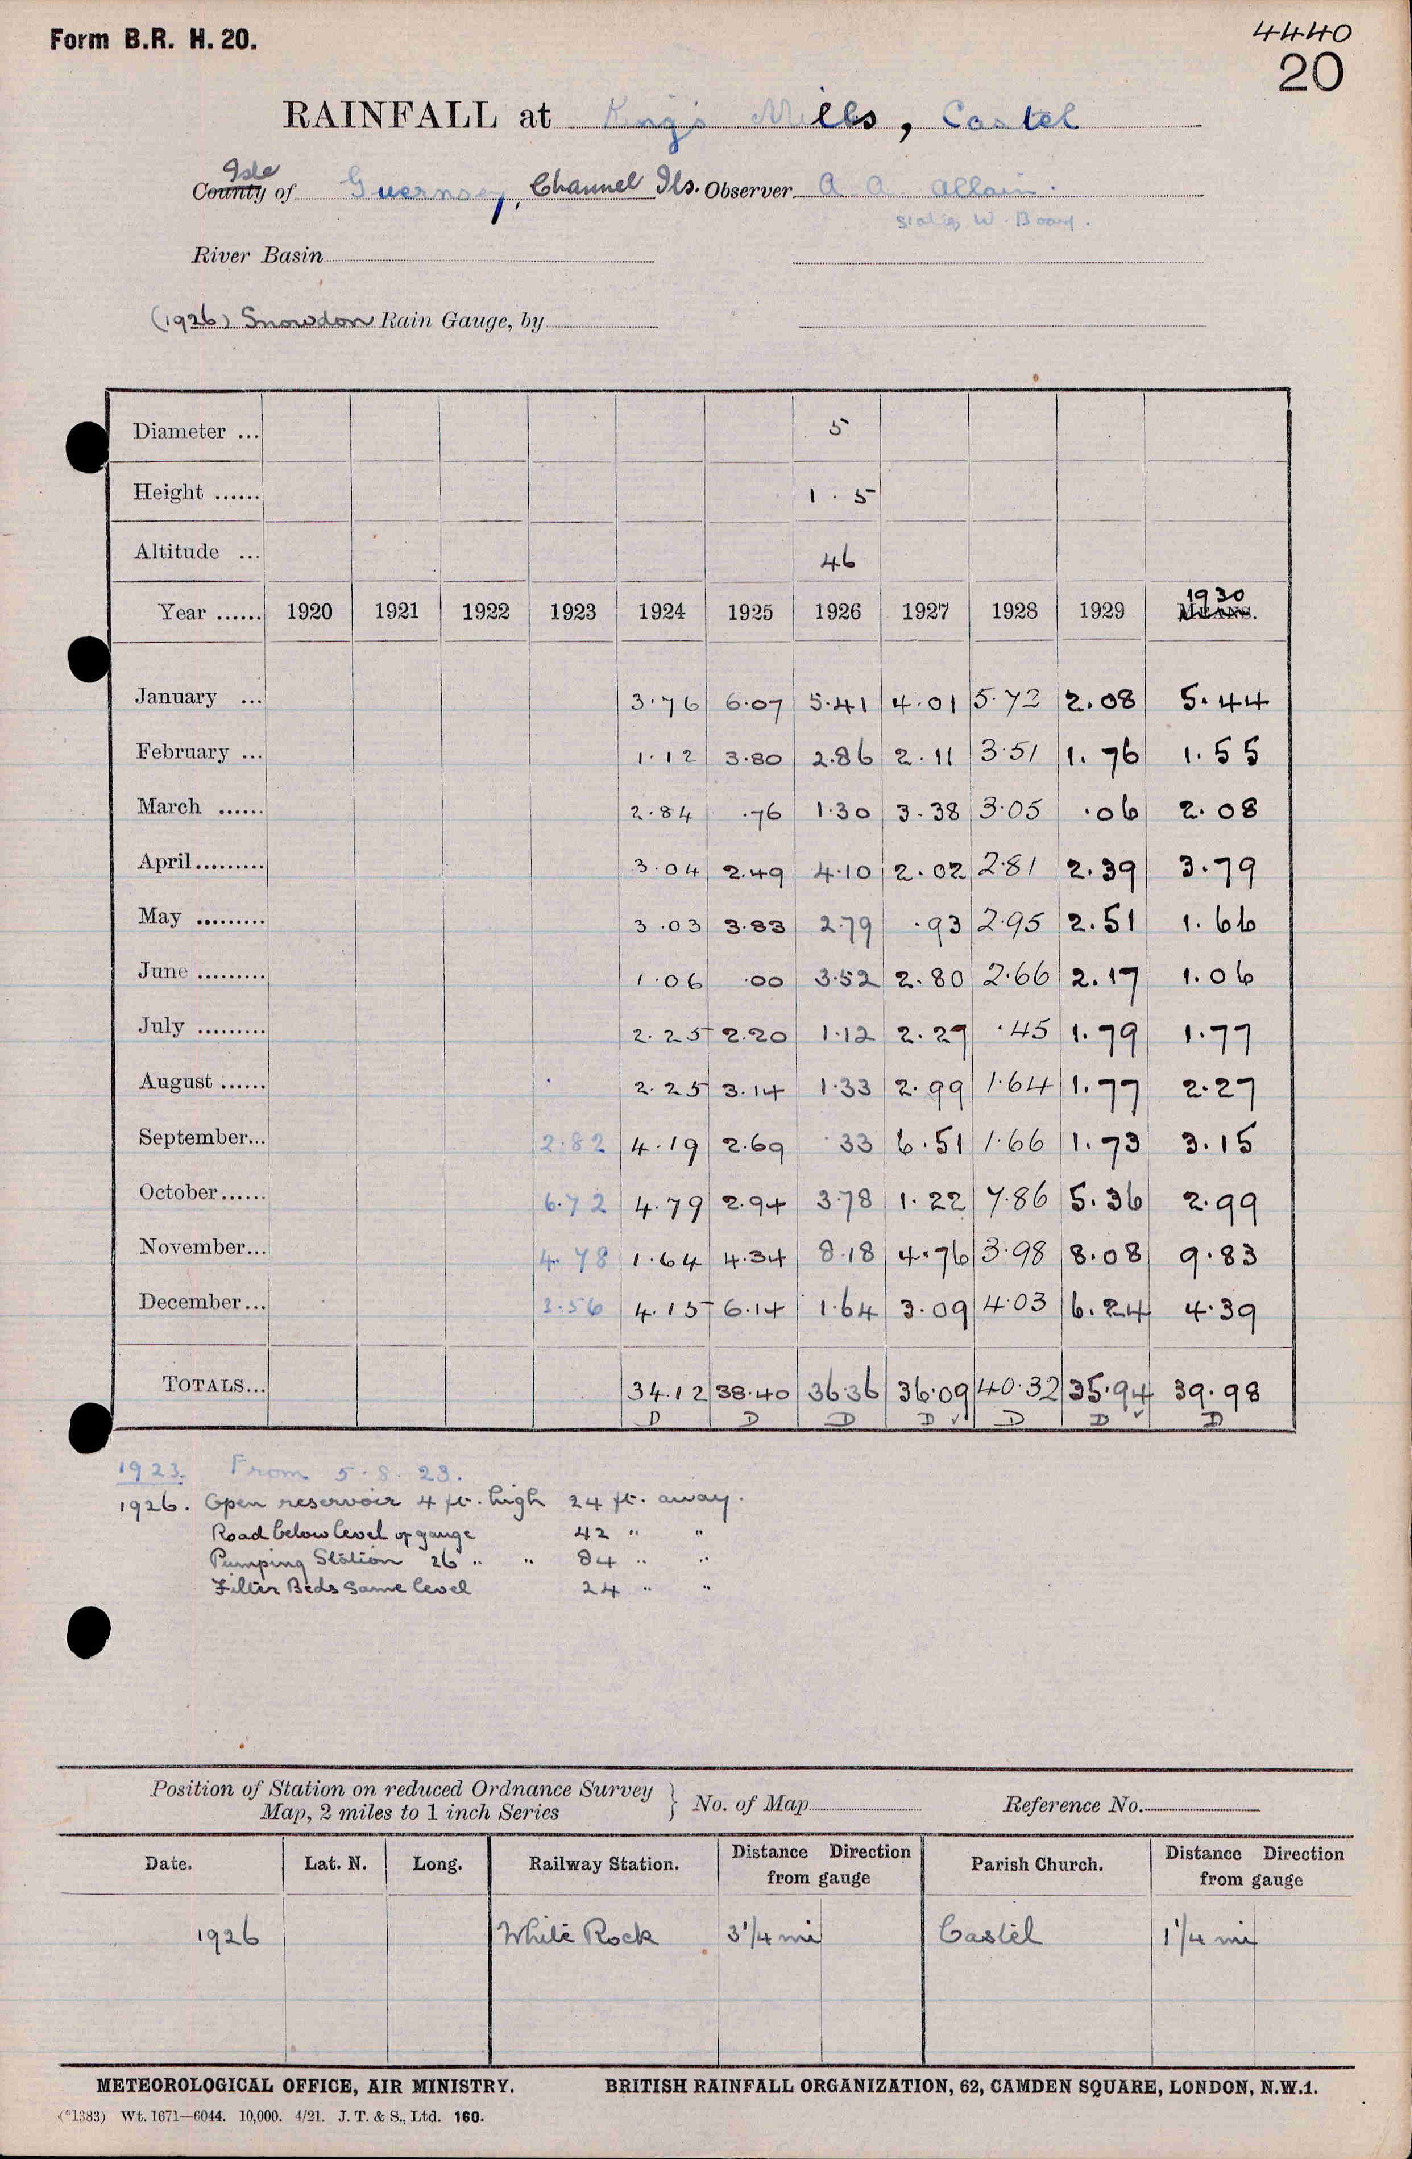 Form B.R. H. 20.
4440
20
RAINFALL at King's Mills, Castel
Isle
County of Guernsey, Channel Ils. Observer A A Allain.
States W. Board.
River Basin
(1926) Snowdon Rain Gauge, by
Diameter ... 5
Height ...... 1.5
Altitude ... 46
1930
Year ...... 1920 1921 1922 1923 1924 1925 1926 1927 1928 1929 MEANS.
January ... 3.76 6.07 5.41 4.01 5.72 2.08 5.44
February ... 1.12 3.80 2.86 2.11 3.51 1.76 1.55
March ...... 2.84 .76 1.30 3.38 3.05 .06 2.08
April......... 3.04 2.49 4.10 2.02 2.81 2.39 3.79
May ......... 3.03 3.83 2.79 .93 2.95 2.51 1.66
June ......... 1.06 .00 3.52 2.80 2.66 2.17 1.06
July ......... 2.25 2.20 1.12 2.27 .45 1.79 1.77
August ...... 2.25 3.14 1.33 2.99 1.64 1.77 2.27
September... 2.82 4.19 2.69 .33 6.51 1.66 1.73 3.15
October...... 6.72 4.79 2.94 3.78 1.22 7.86 5.36 2.99
November... 4.78 1.64 4.34 8.18 4.76 3.98 8.08 9.83
December... 3.56 4.15 6.14 1.64 3.09 4.03 6.24 4.39
TOTALS... 34.12 38.40 36.36 36.09 40.32 35.94 39.98
D D D D ✓ D D ✓ D
1923. From 5.8.23.
1926. Open reservoir 4 ft. high 24 ft. away.
Road below level of gauge 42 " "
Pumping Station 26 " " 84 " "
Filter Beds same level 24 " "
Position of Station on reduced Ordnance Survey
Map, 2 miles to 1 inch Series } No. of Map Reference No.
Date. Lat. N. Long. Railway Station. Distance Direction from gauge Parish Church. Distance Direction from gauge
1926 White Rock 3 1/4 mi Castel 1 1/4 mi
METEOROLOGICAL OFFICE, AIR MINISTRY. BRITISH RAINFALL ORGANIZATION, 62, CAMDEN SQUARE, LONDON, N.W.1.
(*1383) Wt. 1671—6044. 10,000. 4/21. J. T. & S., Ltd. 160.